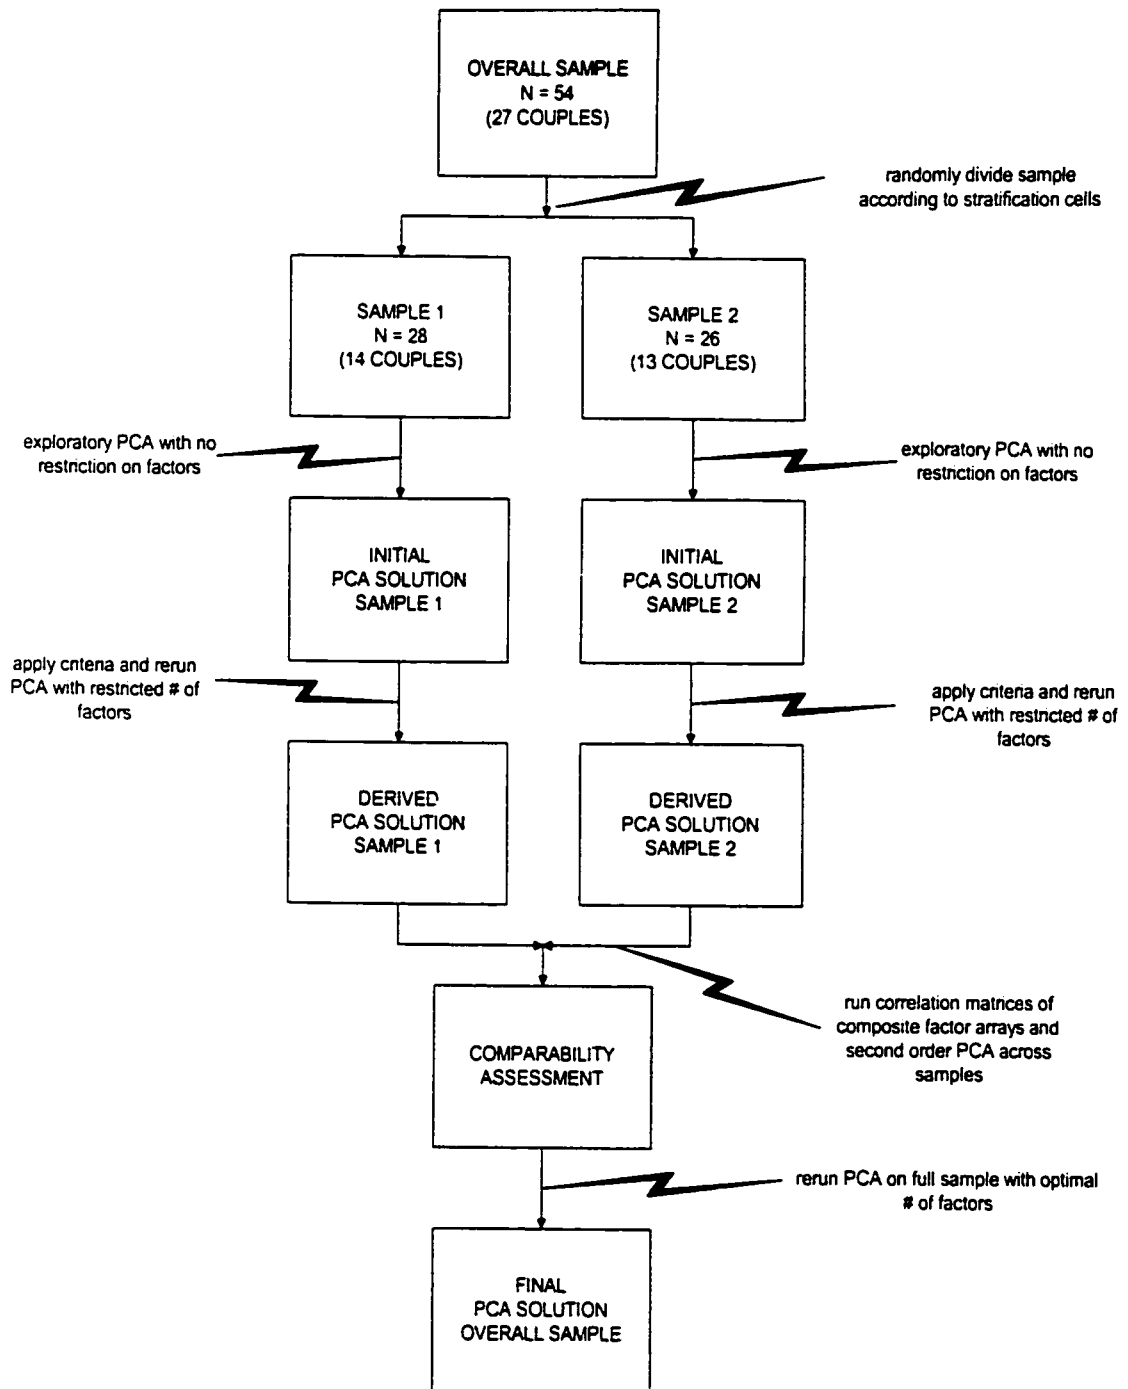 OVERALL SAMPLE
N = 54
(27 COUPLES)
randomly divide sample
according to stratification cells
SAMPLE 1
N = 28
(14 COUPLES)
SAMPLE 2
N = 26
(13 COUPLES)
exploratory PCA with no
restriction on factors
exploratory PCA with no
restriction on factors
INITIAL
PCA SOLUTION
SAMPLE 1
INITIAL
PCA SOLUTION
SAMPLE 2
apply criteria and rerun
PCA with restricted # of
factors
apply criteria and rerun
PCA with restricted # of
factors
DERIVED
PCA SOLUTION
SAMPLE 1
DERIVED
PCA SOLUTION
SAMPLE 2
run correlation matrices of
composite factor arrays and
second order PCA across
samples
COMPARABILITY
ASSESSMENT
rerun PCA on full sample with optimal
# of factors
FINAL
PCA SOLUTION
OVERALL SAMPLE